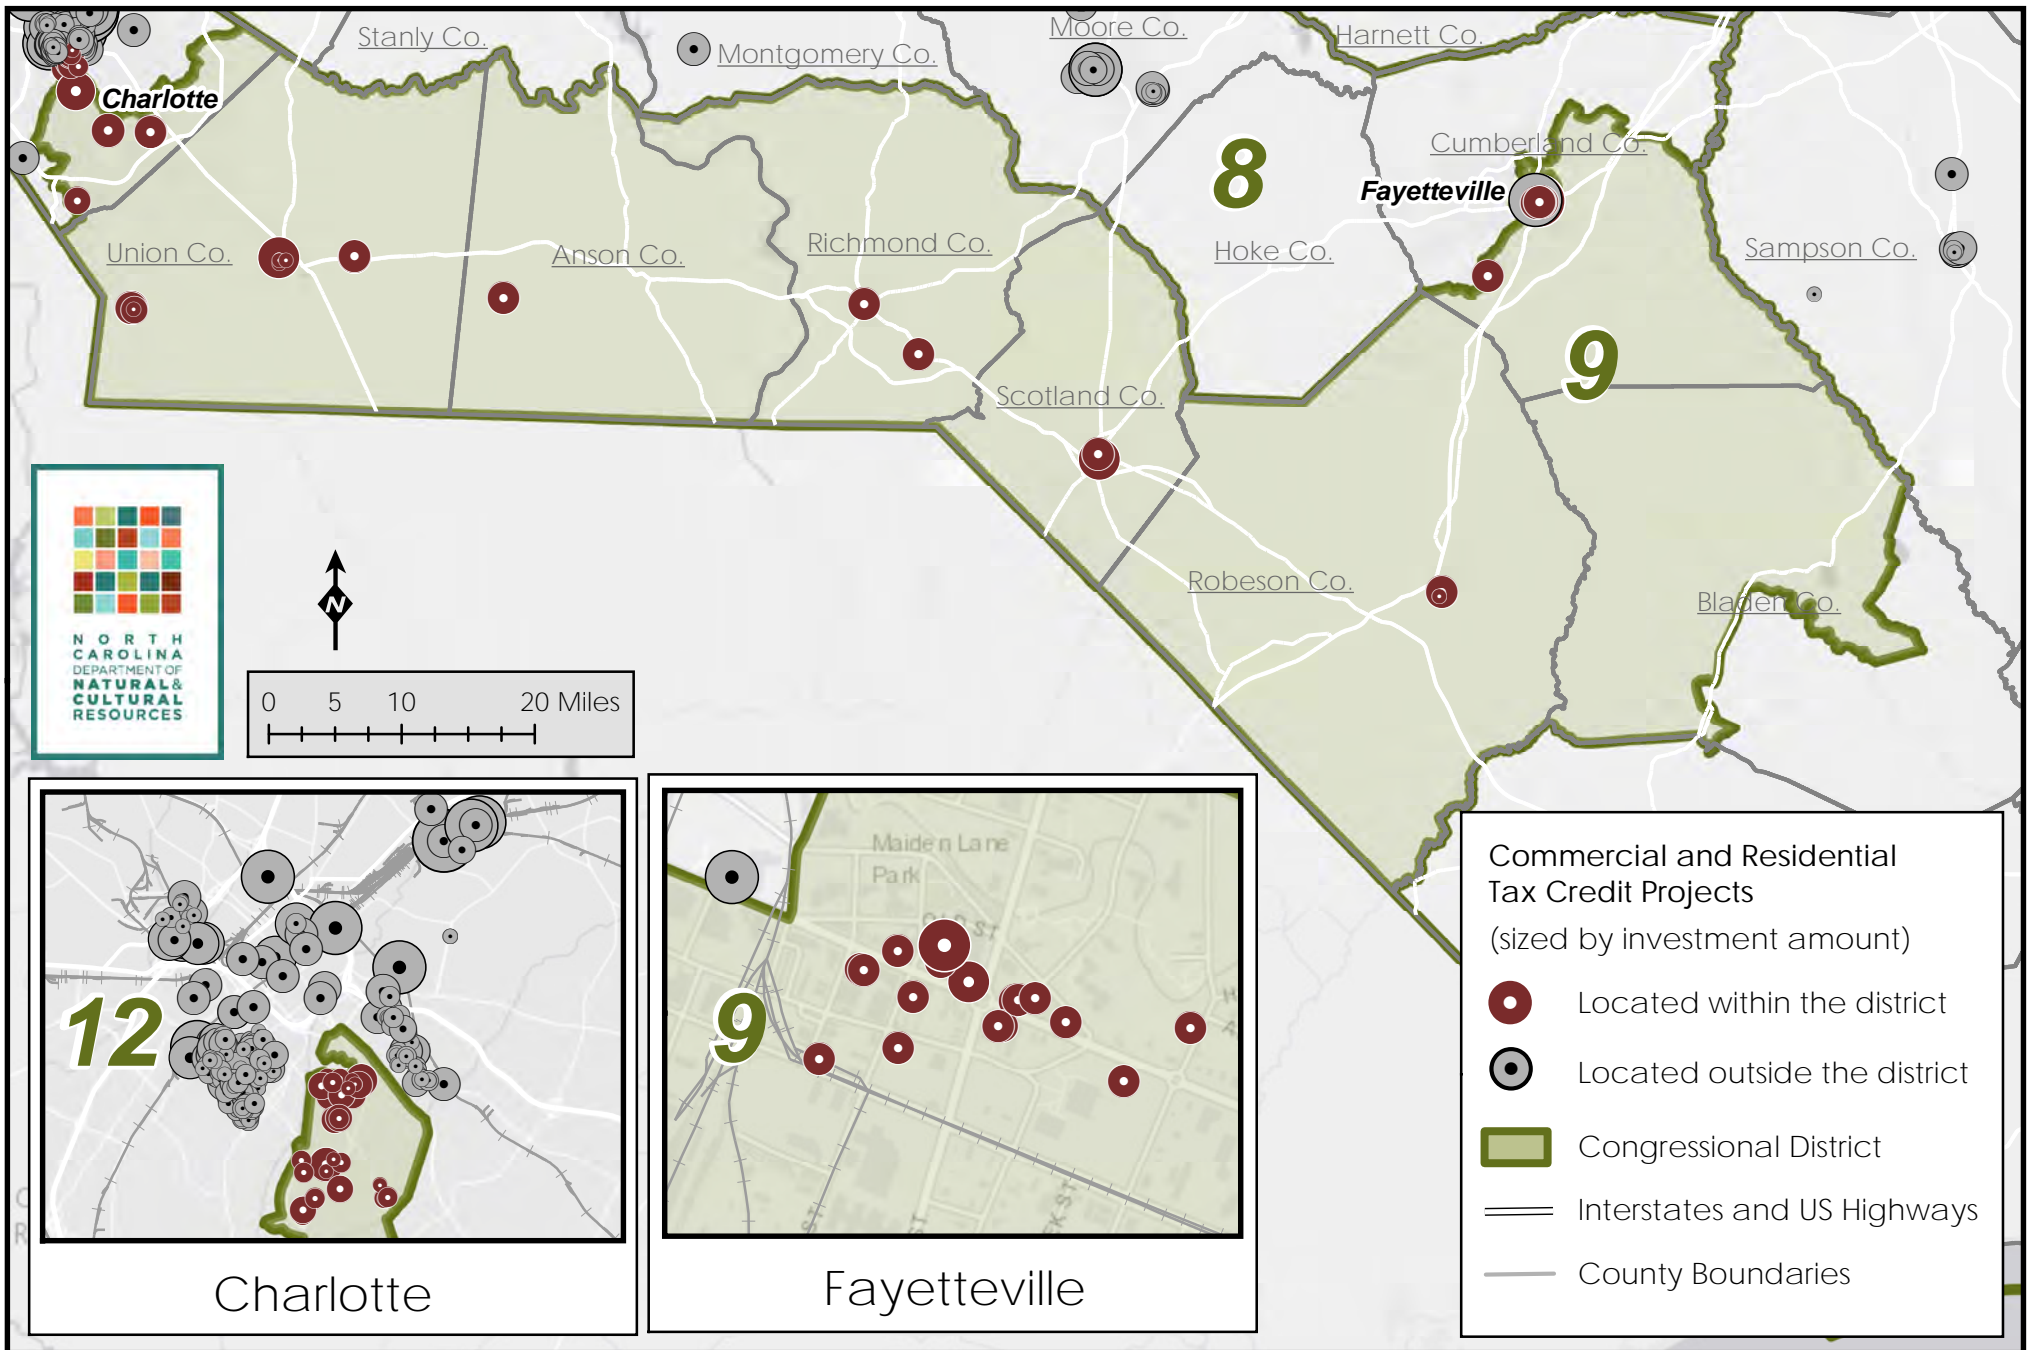 Stanly Co.
Montgomery Co.
Moore Co.
Harnett Co.
Charlotte
8
Cumberland Co.
Fayetteville
Union Co.
Anson Co.
Richmond Co.
Hoke Co.
Sampson Co.
9
Scotland Co.
Robeson Co.
Bladen Co.
NORTH
CAROLINA
DEPARTMENT OF
NATURAL &
CULTURAL
RESOURCES
N
0 5 10 20 Miles
12
Charlotte
Maiden Lane
Park
9
Fayetteville
Commercial and Residential
Tax Credit Projects
(sized by investment amount)
Located within the district
Located outside the district
Congressional District
Interstates and US Highways
County Boundaries